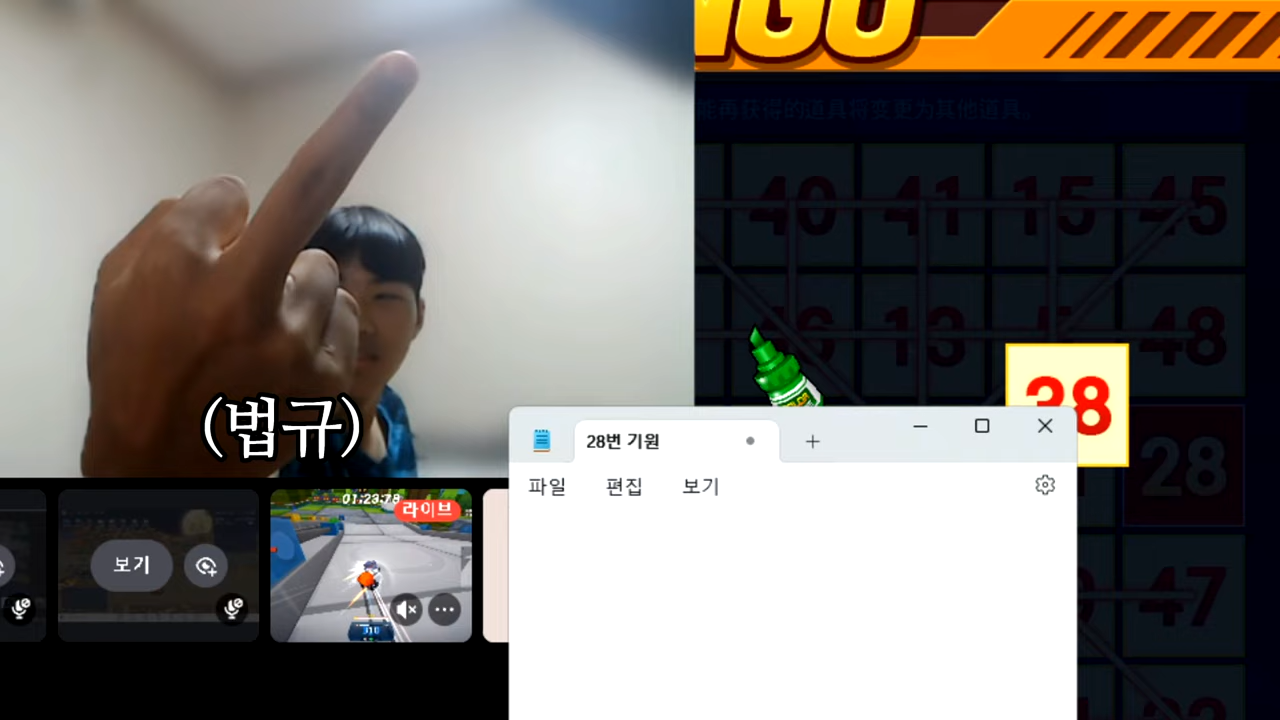 NGO
能再获得的道具将变更为其他道具。
40 41 15 45
13 5 48
38
28
47
(법규)
28번 기원
파일 편집 보기
01:23:78
라이브
보기